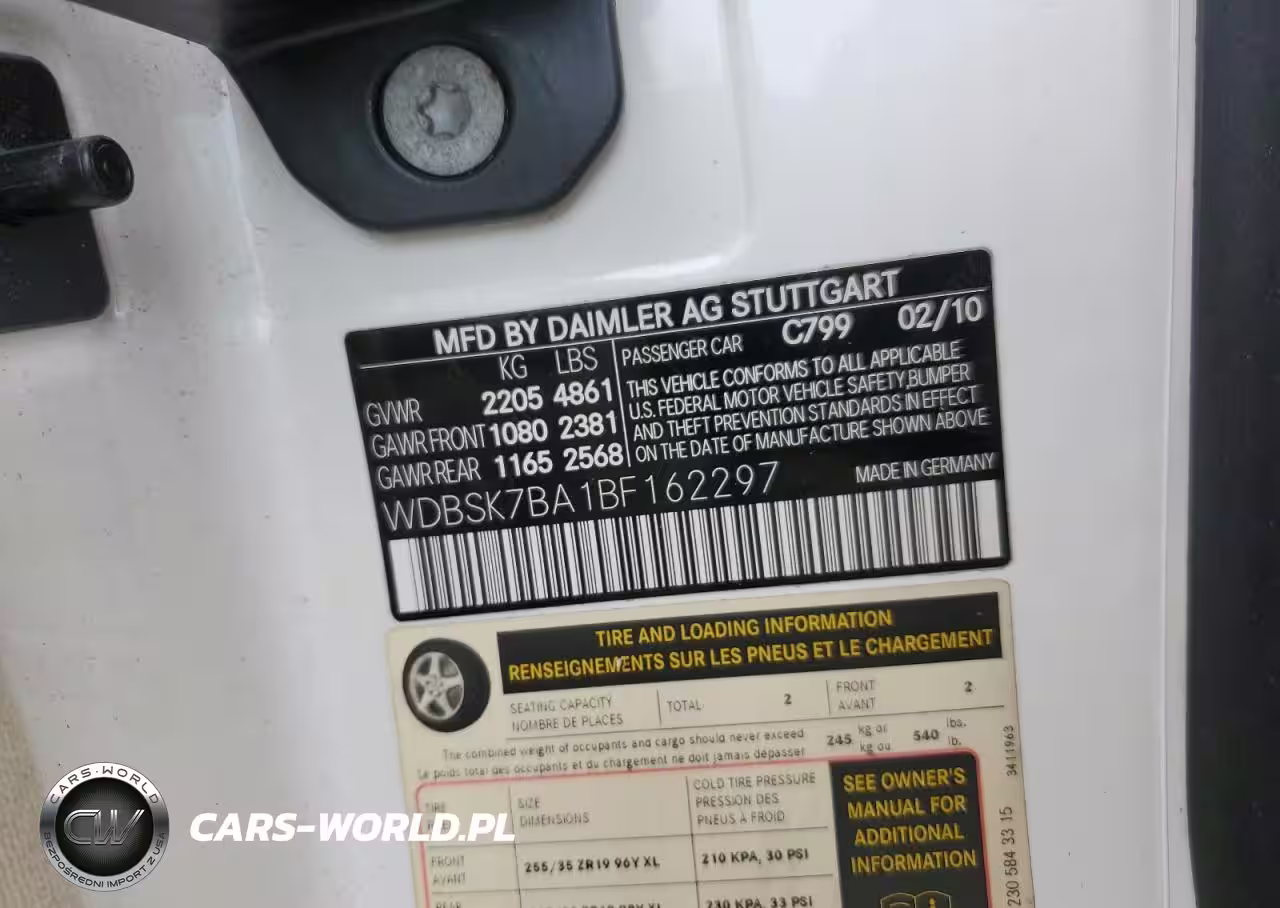 MFD BY DAIMLER AG STUTTGART
KG LBS
GVWR 2205 4861
GAWR FRONT 1080 2381
GAWR REAR 1165 2568
PASSENGER CAR C799 02/10
THIS VEHICLE CONFORMS TO ALL APPLICABLE
U.S. FEDERAL MOTOR VEHICLE SAFETY,BUMPER
AND THEFT PREVENTION STANDARDS IN EFFECT
ON THE DATE OF MANUFACTURE SHOWN ABOVE
WDBSK7BA1BF162297 MADE IN GERMANY
TIRE AND LOADING INFORMATION
RENSEIGNEMENTS SUR LES PNEUS ET LE CHARGEMENT
SEATING CAPACITY
NOMBRE DE PLACES
TOTAL 2
FRONT
AVANT
2
The combined weight of occupants and cargo should never exceed
Le poids total des occupants et du chargement ne doit jamais dépasser
245 kg or
kg ou
540 lbs.
lb.
TIRE
SIZE
DIMENSIONS
COLD TIRE PRESSURE
PRESSION DES
PNEUS A FROID
FRONT
AVANT
255/35 ZR19 96Y XL
210 KPA, 30 PSI
REAR
230 KPA, 33 PSI
SEE OWNER'S
MANUAL FOR
ADDITIONAL
INFORMATION
230 584 33 15 3411963
CARS-WORLD
CW
BEZPOŚREDNI IMPORT Z USA
CARS-WORLD.PL